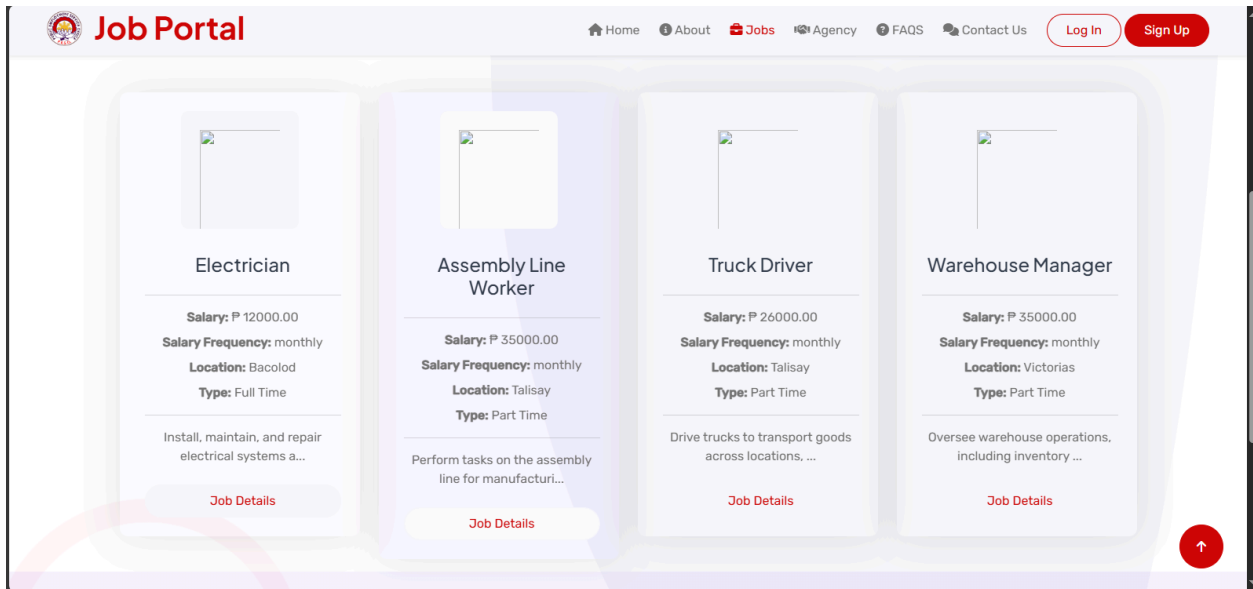 Job Portal
Home
About
Jobs
Agency
FAQS
Contact Us
Log In
Sign Up
Electrician
Salary: ₱ 12000.00
Salary Frequency: monthly
Location: Bacolod
Type: Full Time
Install, maintain, and repair
electrical systems a...
Job Details
Assembly Line
Worker
Salary: ₱ 35000.00
Salary Frequency: monthly
Location: Talisay
Type: Part Time
Perform tasks on the assembly
line for manufacturi...
Job Details
Truck Driver
Salary: ₱ 26000.00
Salary Frequency: monthly
Location: Talisay
Type: Part Time
Drive trucks to transport goods
across locations, ...
Job Details
Warehouse Manager
Salary: ₱ 35000.00
Salary Frequency: monthly
Location: Victorias
Type: Part Time
Oversee warehouse operations,
including inventory ...
Job Details